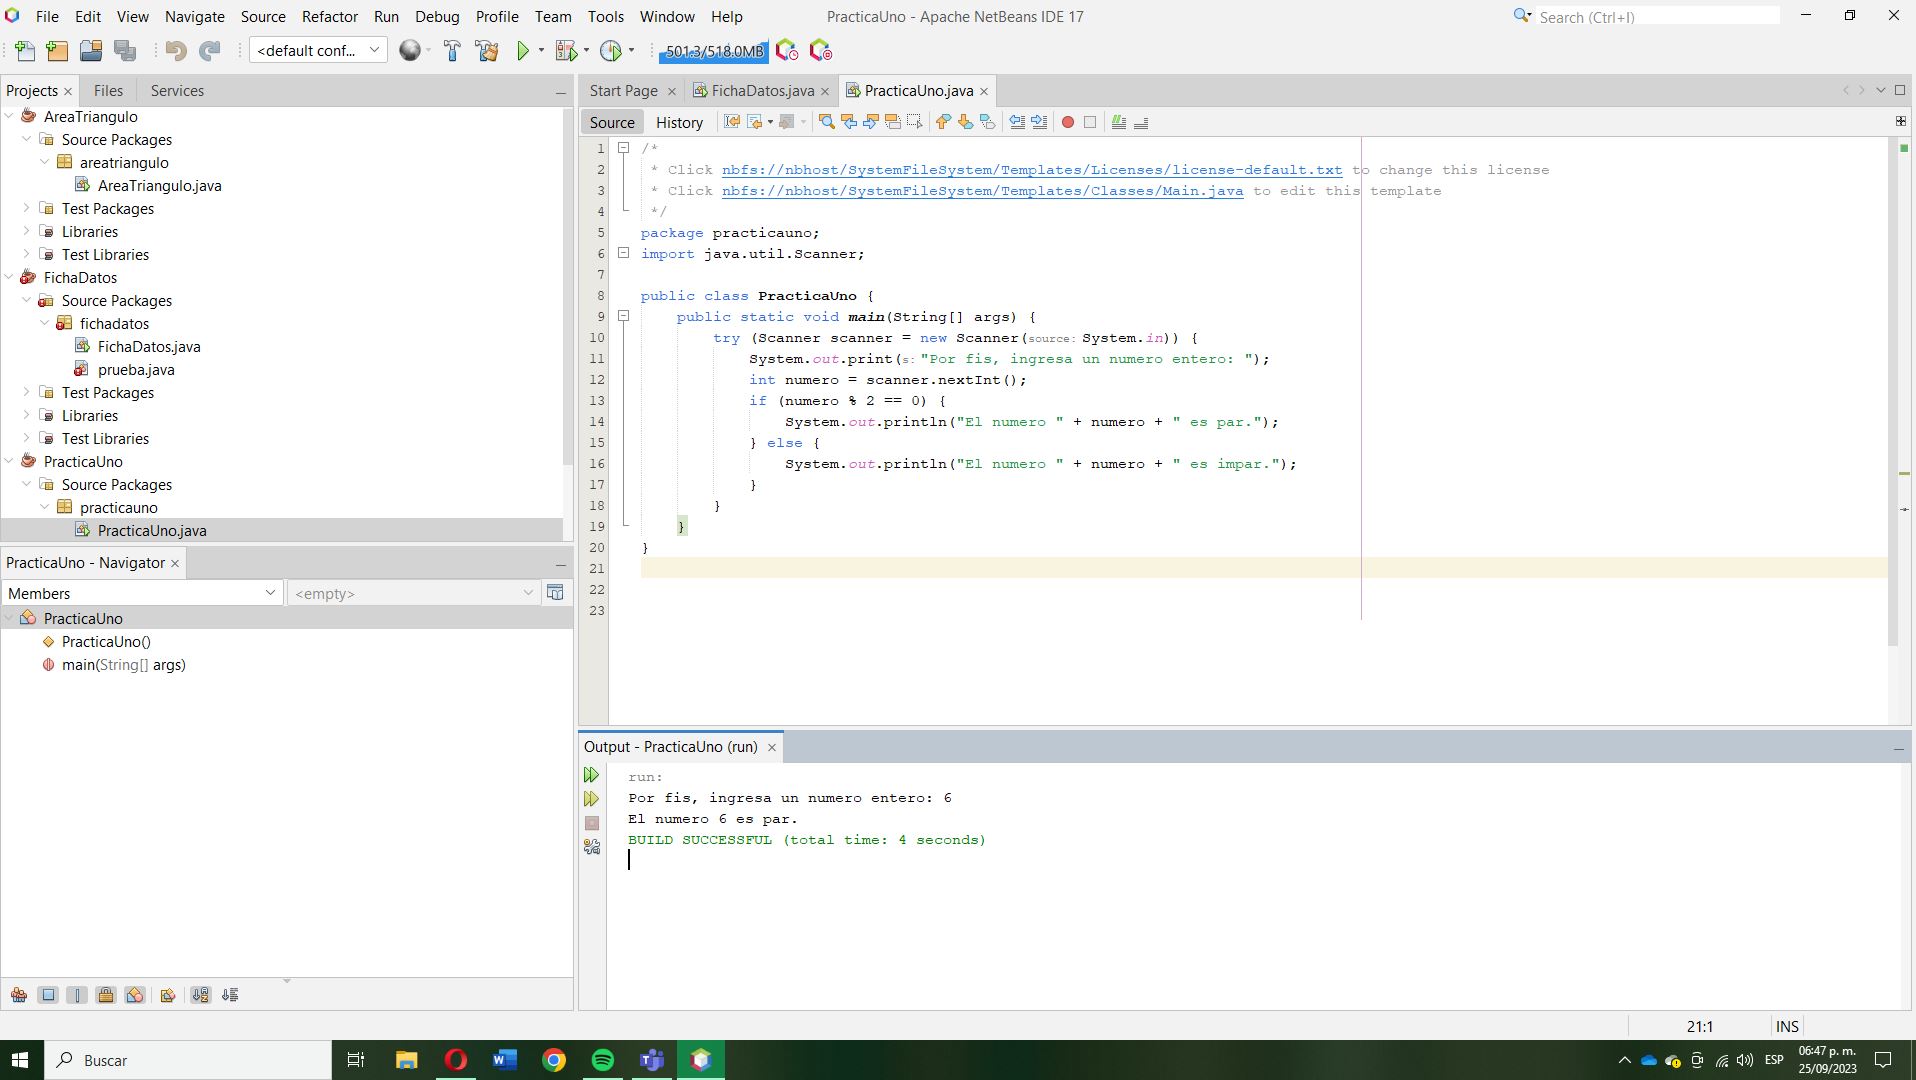 File Edit View Navigate Source Refactor Run Debug Profile Team Tools Window Help
PracticaUno - Apache NetBeans IDE 17
Search (Ctrl+I)
<default conf...
501.3/518.0MB
Projects Files Services
AreaTriangulo
Source Packages
areatriangulo
AreaTriangulo.java
Test Packages
Libraries
Test Libraries
FichaDatos
Source Packages
fichadatos
FichaDatos.java
prueba.java
Test Packages
Libraries
Test Libraries
PracticaUno
Source Packages
practicauno
PracticaUno.java
PracticaUno - Navigator
Members <empty>
PracticaUno
PracticaUno()
main(String[] args)
Start Page FichaDatos.java PracticaUno.java
Source History
1 /*
2 * Click nbfs://nbhost/SystemFileSystem/Templates/Licenses/license-default.txt to change this license
3 * Click nbfs://nbhost/SystemFileSystem/Templates/Classes/Main.java to edit this template
4 */
5 package practicauno;
6 import java.util.Scanner;
7
8 public class PracticaUno {
9 public static void main(String[] args) {
10 try (Scanner scanner = new Scanner(source: System.in)) {
11 System.out.print(s: "Por fis, ingresa un numero entero: ");
12 int numero = scanner.nextInt();
13 if (numero % 2 == 0) {
14 System.out.println("El numero " + numero + " es par.");
15 } else {
16 System.out.println("El numero " + numero + " es impar.");
17 }
18 }
19 }
20 }
21
22
23
Output - PracticaUno (run)
run:
Por fis, ingresa un numero entero: 6
El numero 6 es par.
BUILD SUCCESSFUL (total time: 4 seconds)
21:1 INS
Buscar
ESP
06:47 p. m.
25/09/2023